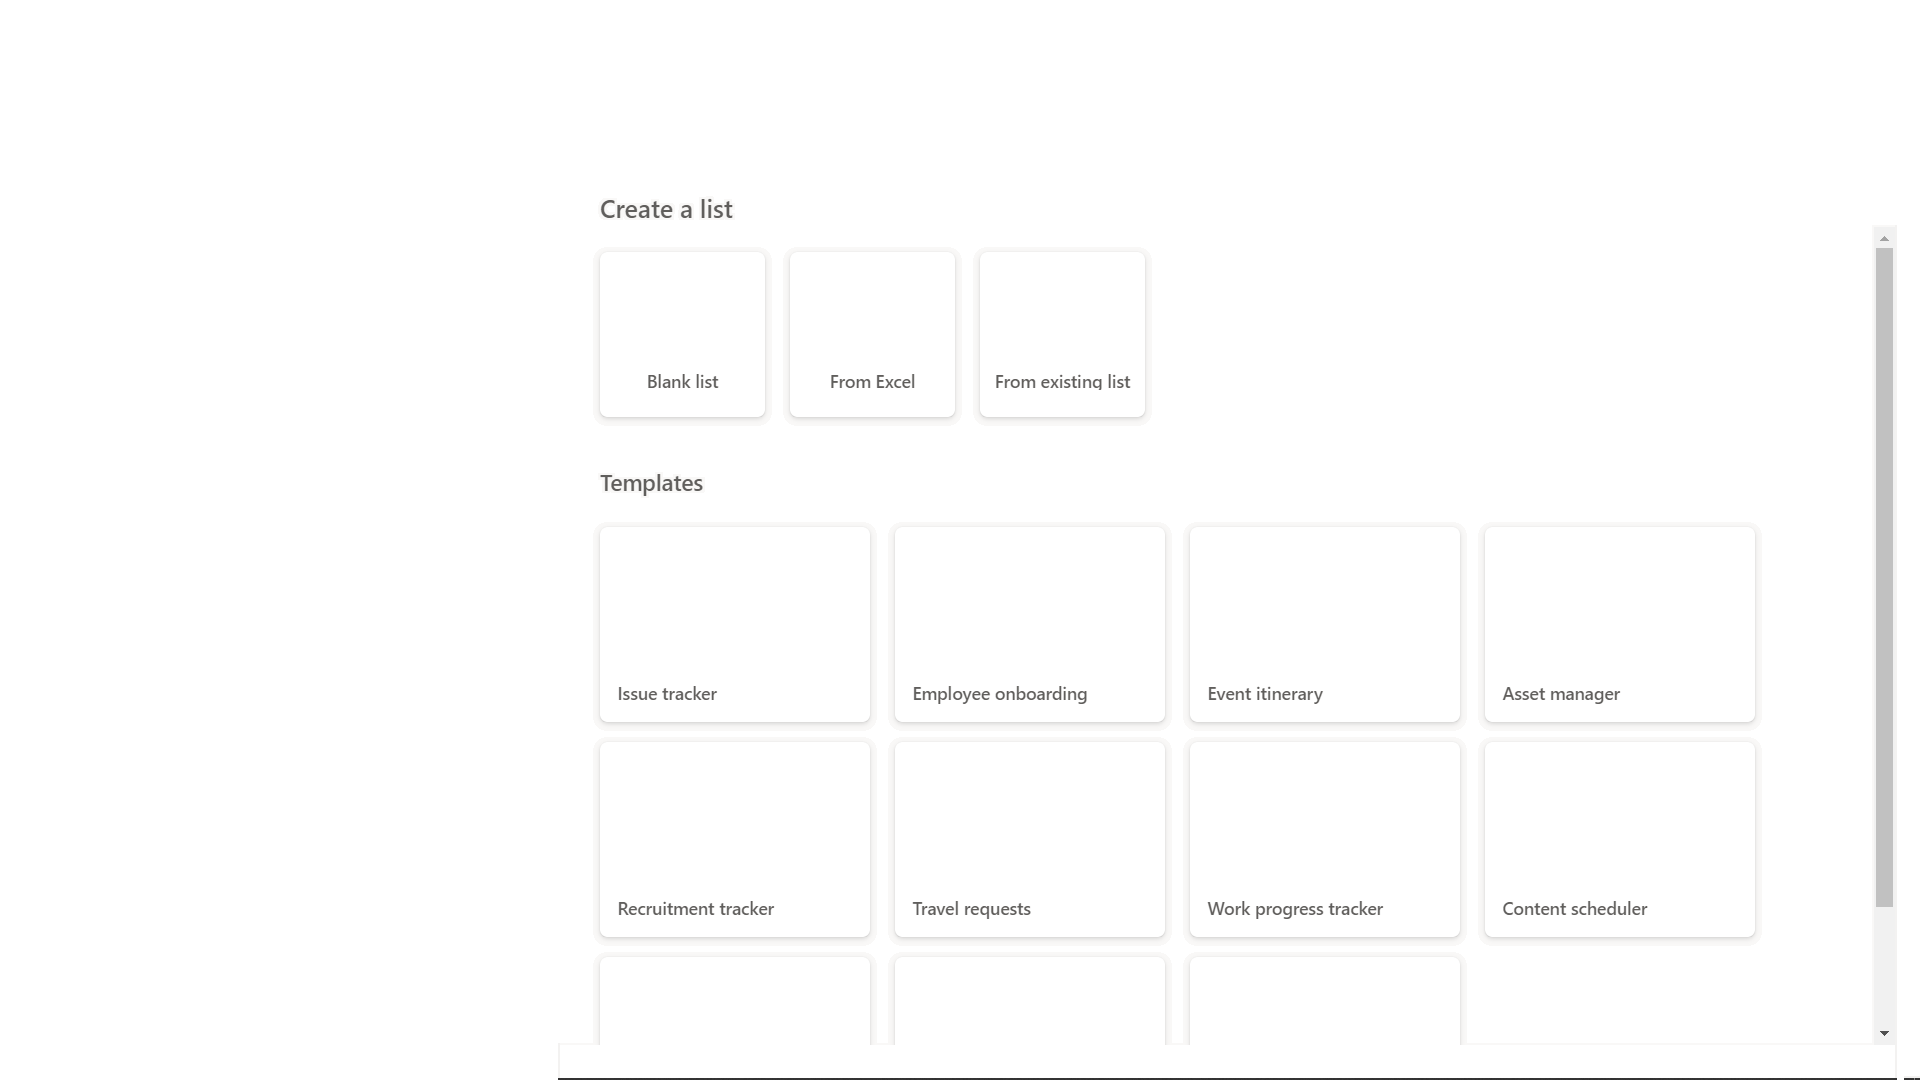 Create a list
Blank list
From Excel
From existing list
Templates
Issue tracker
Employee onboarding
Event itinerary
Asset manager
Recruitment tracker
Travel requests
Work progress tracker
Content scheduler